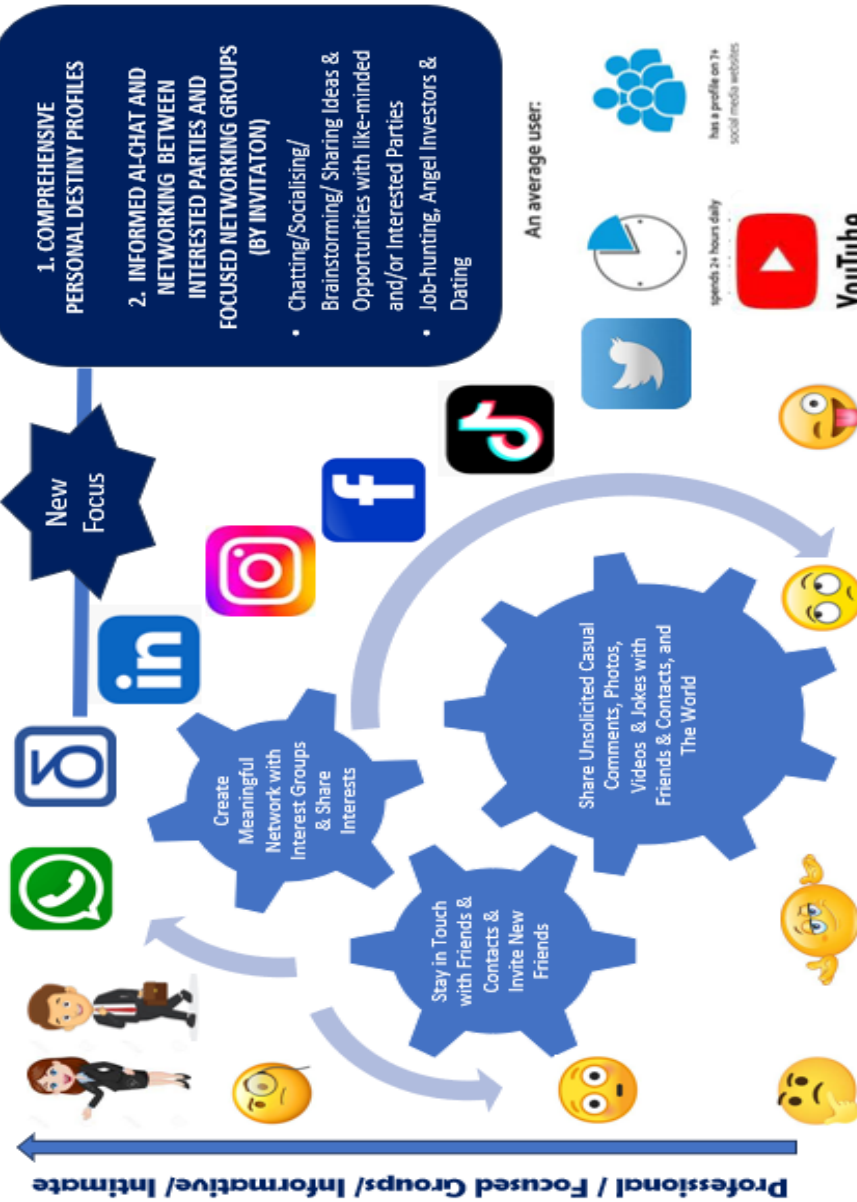 Professional / Focused Groups/ Informative/ Intimate
δ
in
f
New
Focus
1. COMPREHENSIVE
PERSONAL DESTINY PROFILES
2. INFORMED AI-CHAT AND
NETWORKING BETWEEN
INTERESTED PARTIES AND
FOCUSED NETWORKING GROUPS
(BY INVITATON)
• Chatting/Socialising/
Brainstorming/ Sharing Ideas &
Opportunities with like-minded
and/or Interested Parties
• Job-hunting, Angel Investors &
Dating
Create
Meaningful
Network with
Interest Groups
& Share
Interests
Stay in Touch
with Friends &
Contacts &
Invite New
Friends
Share Unsolicited Casual
Comments, Photos,
Videos & Jokes with
Friends & Contacts, and
The World
An average user:
spends 2+ hours daily
has a profile on 7+
social media websites
YouTube